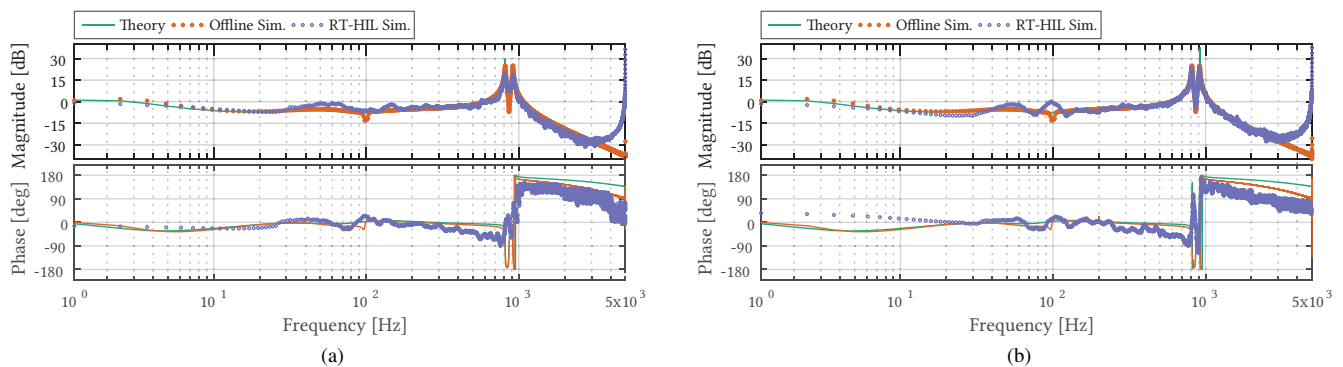 Theory Offline Sim. RT-HIL Sim.
Magnitude [dB]
30
15
0
-15
-30
Phase [deg]
180
90
0
-90
-180
10 0 10 1 10 2 10 3 5x10 3
Frequency [Hz]
(a)
Theory Offline Sim. RT-HIL Sim.
Magnitude [dB]
30
15
0
-15
-30
Phase [deg]
180
90
0
-90
-180
10 0 10 1 10 2 10 3 5x10 3
Frequency [Hz]
(b)